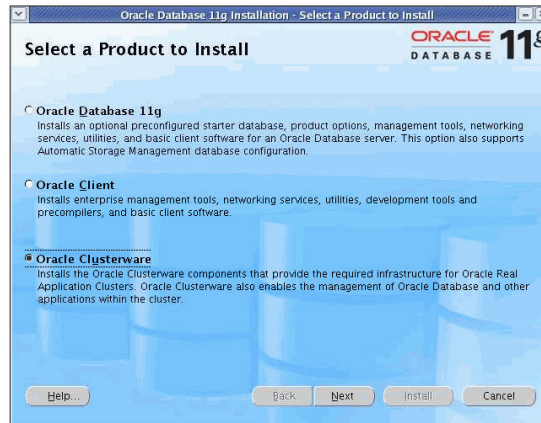 Oracle Database 11g Installation - Select a Product to Install
Select a Product to Install
ORACLE
DATABASE 11g
Oracle Database 11g
Installs an optional preconfigured starter database, product options, management tools, networking
services, utilities, and basic client software for an Oracle Database server. This option also supports
Automatic Storage Management database configuration.
Oracle Client
Installs enterprise management tools, networking services, utilities, development tools and
precompilers, and basic client software.
Oracle Clusterware
Installs the Oracle Clusterware components that provide the required infrastructure for Oracle Real
Application Clusters. Oracle Clusterware also enables the management of Oracle Database and other
applications within the cluster.
Help... Back Next Install Cancel